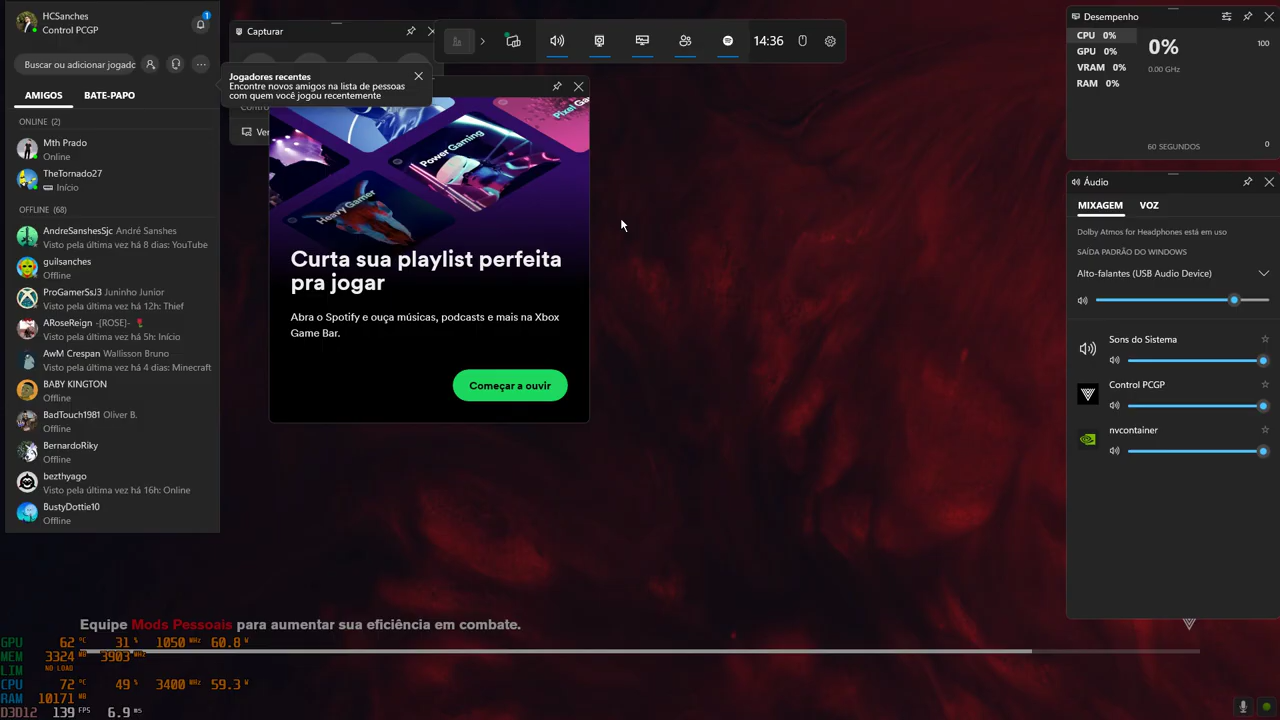 HCSanches
Control PCGP
1
Buscar ou adicionar jogado
AMIGOS
BATE-PAPO
ONLINE (2)
Mth Prado
Online
TheTornado27
Início
OFFLINE (68)
AndreSanshesSjc André Sanshes
Visto pela última vez há 8 dias: YouTube
guilsanches
Offline
ProGamerSsJ3 Juninho Junior
Visto pela última vez há 12h: Thief
ARoseReign -[ROSE]- 🌹
Visto pela última vez há 5h: Início
AwM Crespan Wallisson Bruno
Visto pela última vez há 4 dias: Minecraft
BABY KINGTON
Offline
BadTouch1981 Oliver B.
Offline
BernardoRiky
Offline
bezthyago
Visto pela última vez há 16h: Online
BustyDottie10
Offline
Capturar
Jogadores recentes
Encontre novos amigos na lista de pessoas
com quem você jogou recentemente
Contro
Ver
14:36
Pixel Ga
Power Gaming
Heavy Gamer
Curta sua playlist perfeita
pra jogar
Abra o Spotify e ouça músicas, podcasts e mais na Xbox
Game Bar.
Começar a ouvir
Desempenho
CPU 0%
GPU 0%
VRAM 0%
RAM 0%
0%
0.00 GHz
100
60 SEGUNDOS
0
Áudio
MIXAGEM
VOZ
Dolby Atmos for Headphones está em uso
SAÍDA PADRÃO DO WINDOWS
Alto-falantes (USB Audio Device)
Sons do Sistema
Control PCGP
nvcontainer
Equipe Mods Pessoais para aumentar sua eficiência em combate.
GPU 62 °C 31 % 1050 MHz 60.8 W
MEM 3324 MB 3903 MHz
LIM NO LOAD
CPU 72 °C 49 % 3400 MHz 59.3 W
RAM 10171 MB
D3D12 139 FPS 6.9 ms